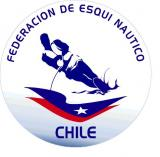 FEDERACION DE ESQUI NAUTICO
CHILE